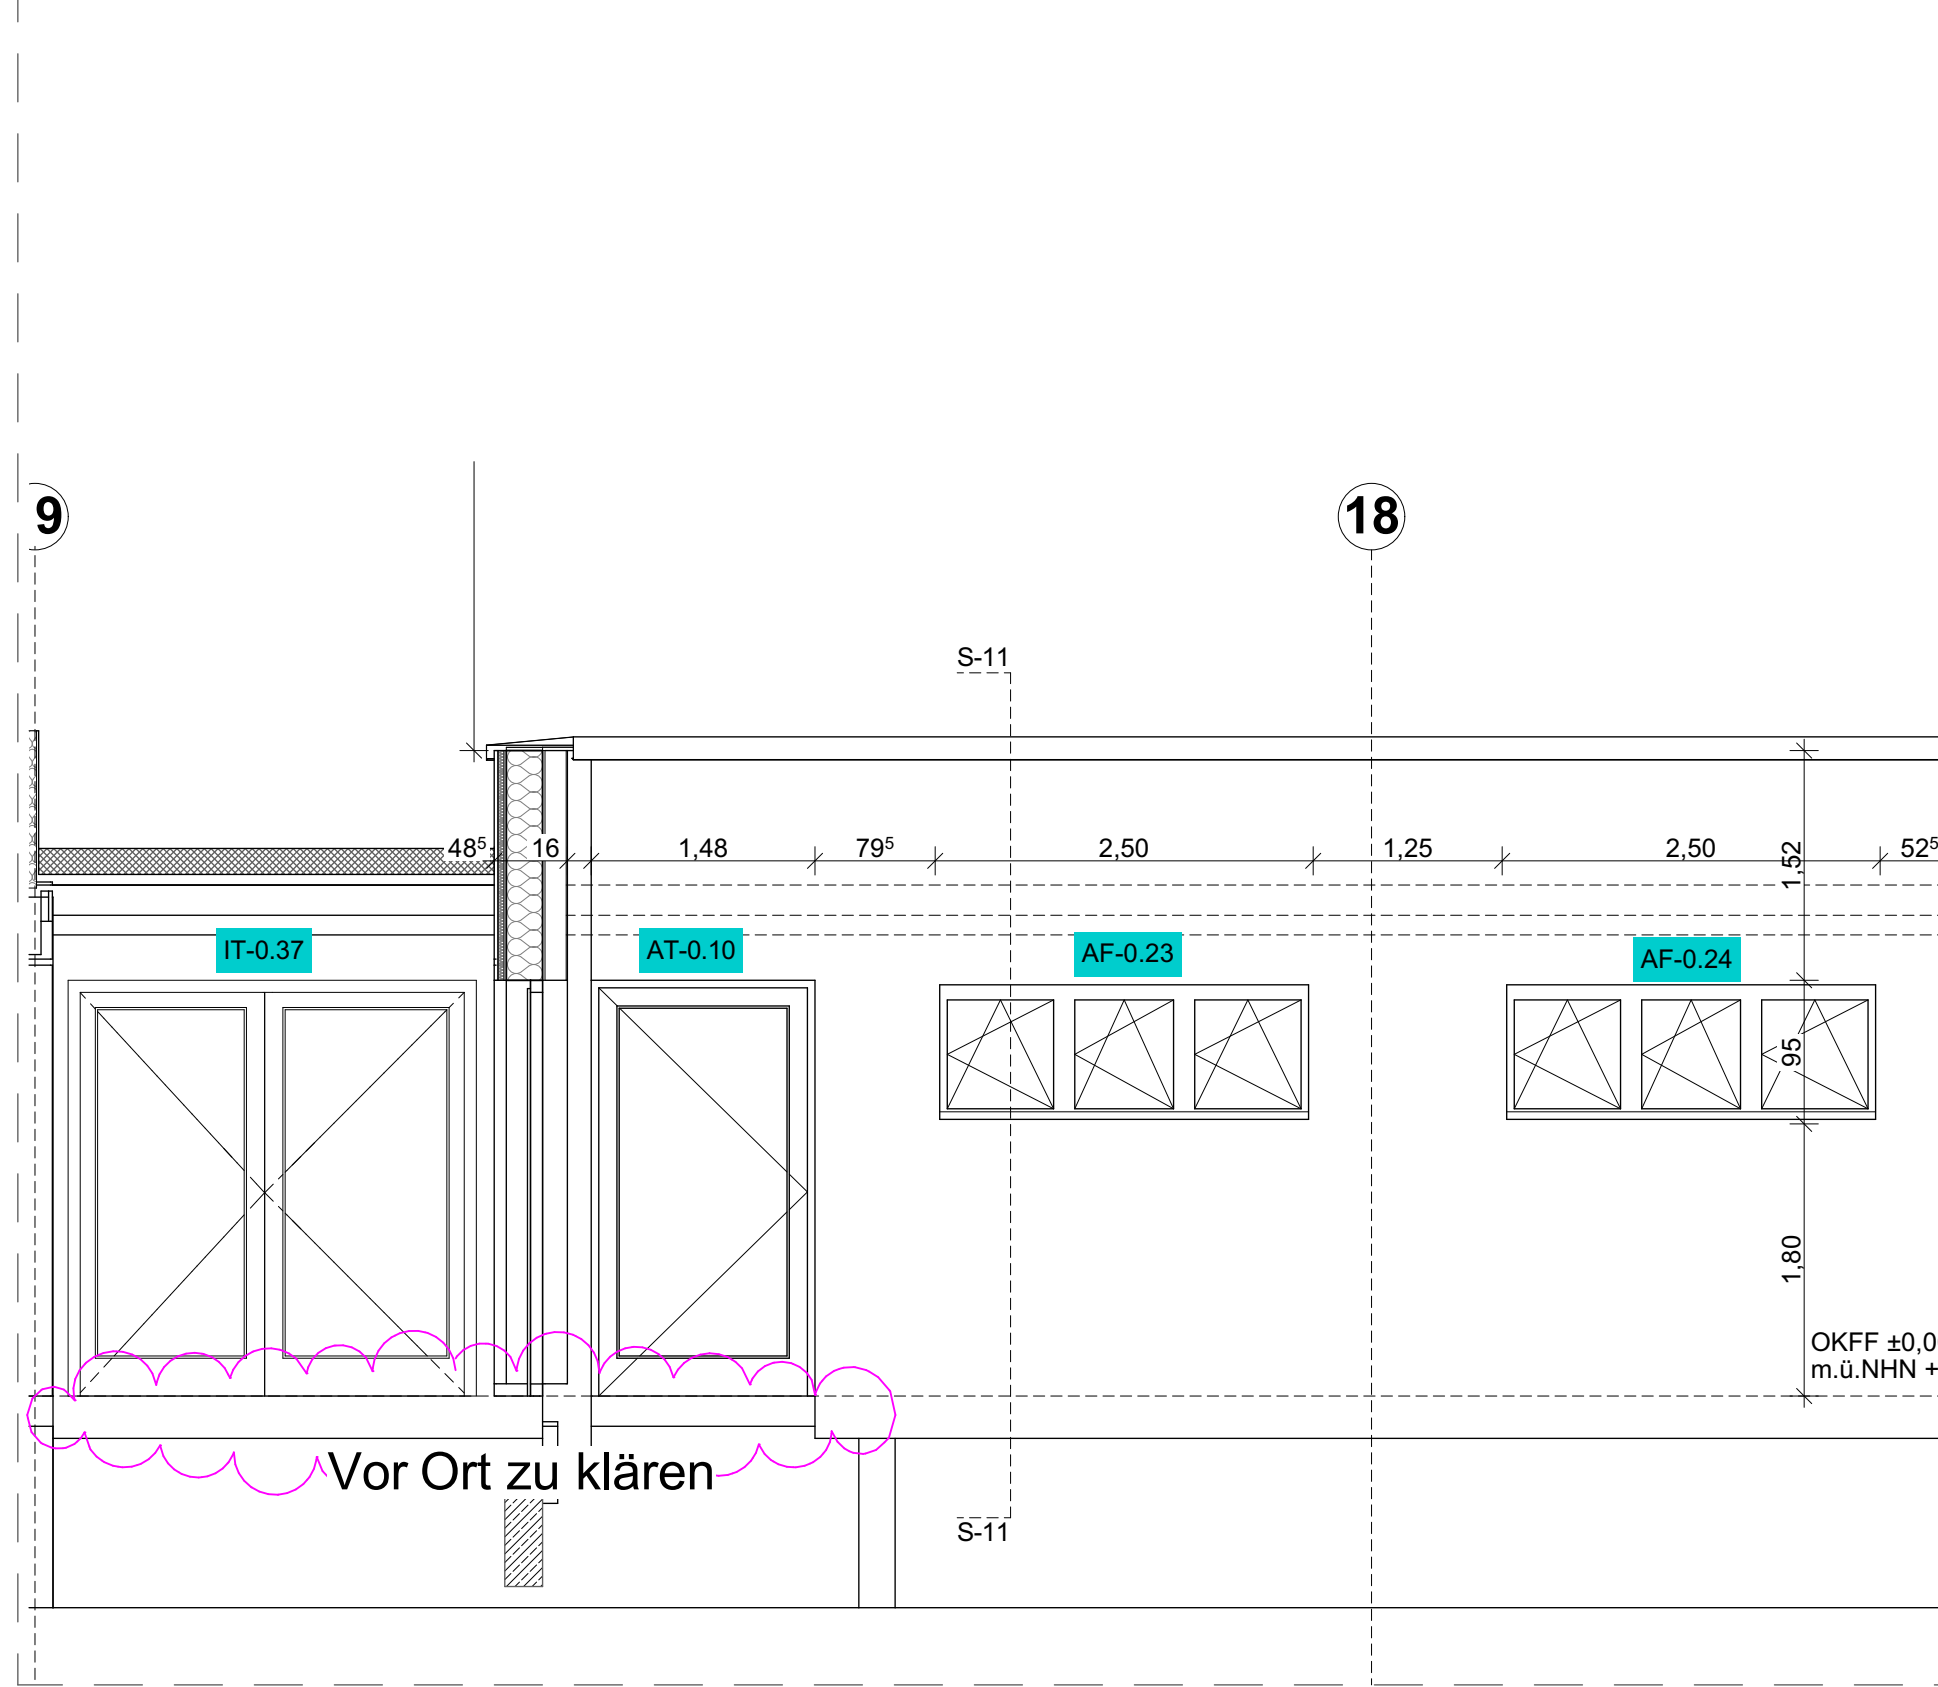 9
18
S-11
48⁵ 16 1,48 79⁵ 2,50 1,25 2,50 52⁵
1,52
IT-0.37 AT-0.10 AF-0.23 AF-0.24
95
1,80
OKFF ±0,0
m.ü.NHN +
Vor Ort zu klären
S-11